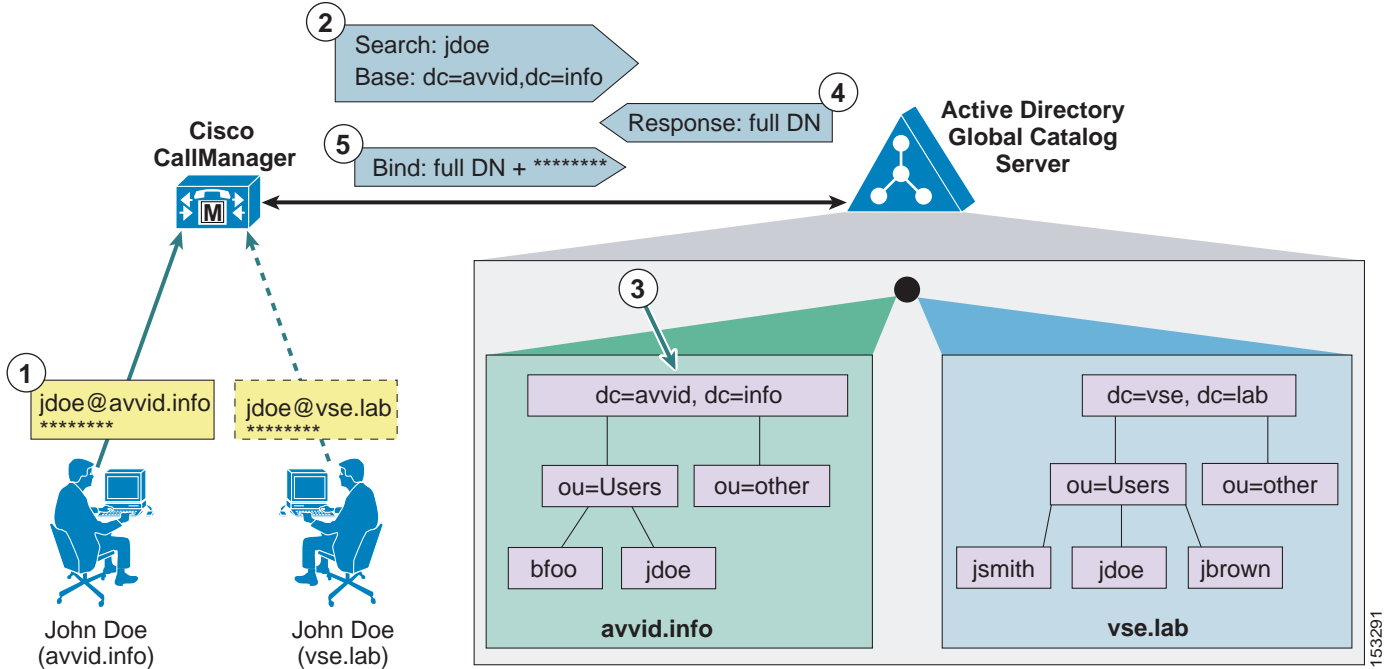 2
Search: jdoe
Base: dc=avvid,dc=info
4
Response: full DN
Active Directory
Global Catalog
Server
Cisco
CallManager
5
Bind: full DN + ********
M
3
1
jdoe@avvid.info
********
jdoe@vse.lab
********
dc=avvid, dc=info
ou=Users
ou=other
bfoo
jdoe
avvid.info
dc=vse, dc=lab
ou=Users
ou=other
jsmith
jdoe
jbrown
vse.lab
John Doe
(avvid.info)
John Doe
(vse.lab)
153291